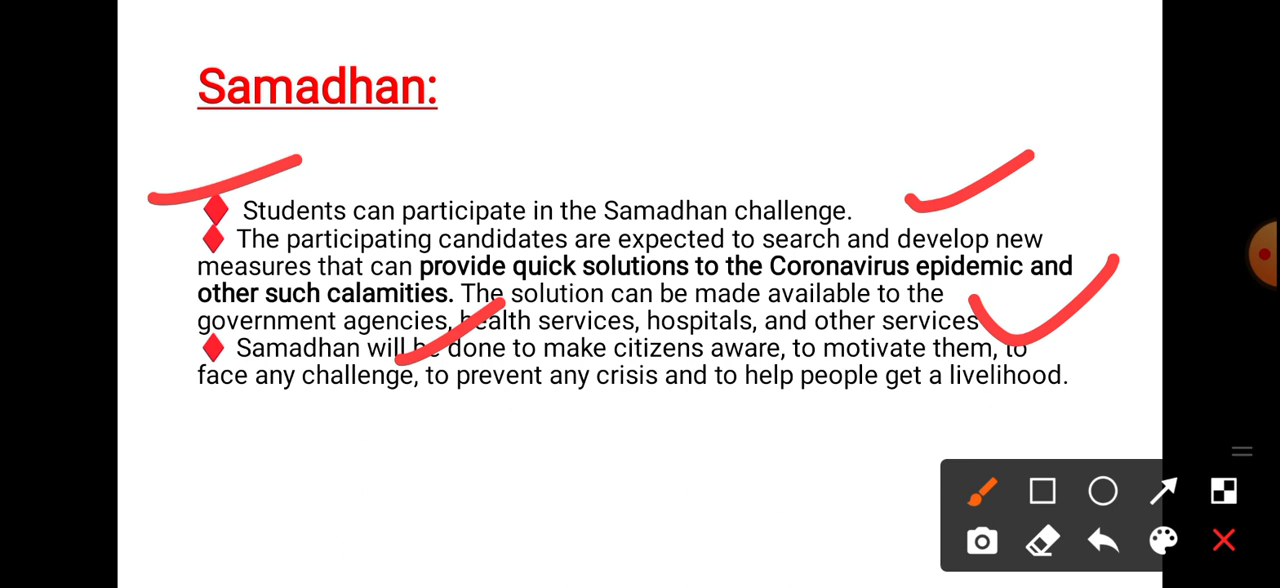 Samadhan:
Students can participate in the Samadhan challenge.
The participating candidates are expected to search and develop new
measures that can provide quick solutions to the Coronavirus epidemic and
other such calamities. The solution can be made available to the
government agencies, health services, hospitals, and other services
Samadhan will be done to make citizens aware, to motivate them, to
face any challenge, to prevent any crisis and to help people get a livelihood.